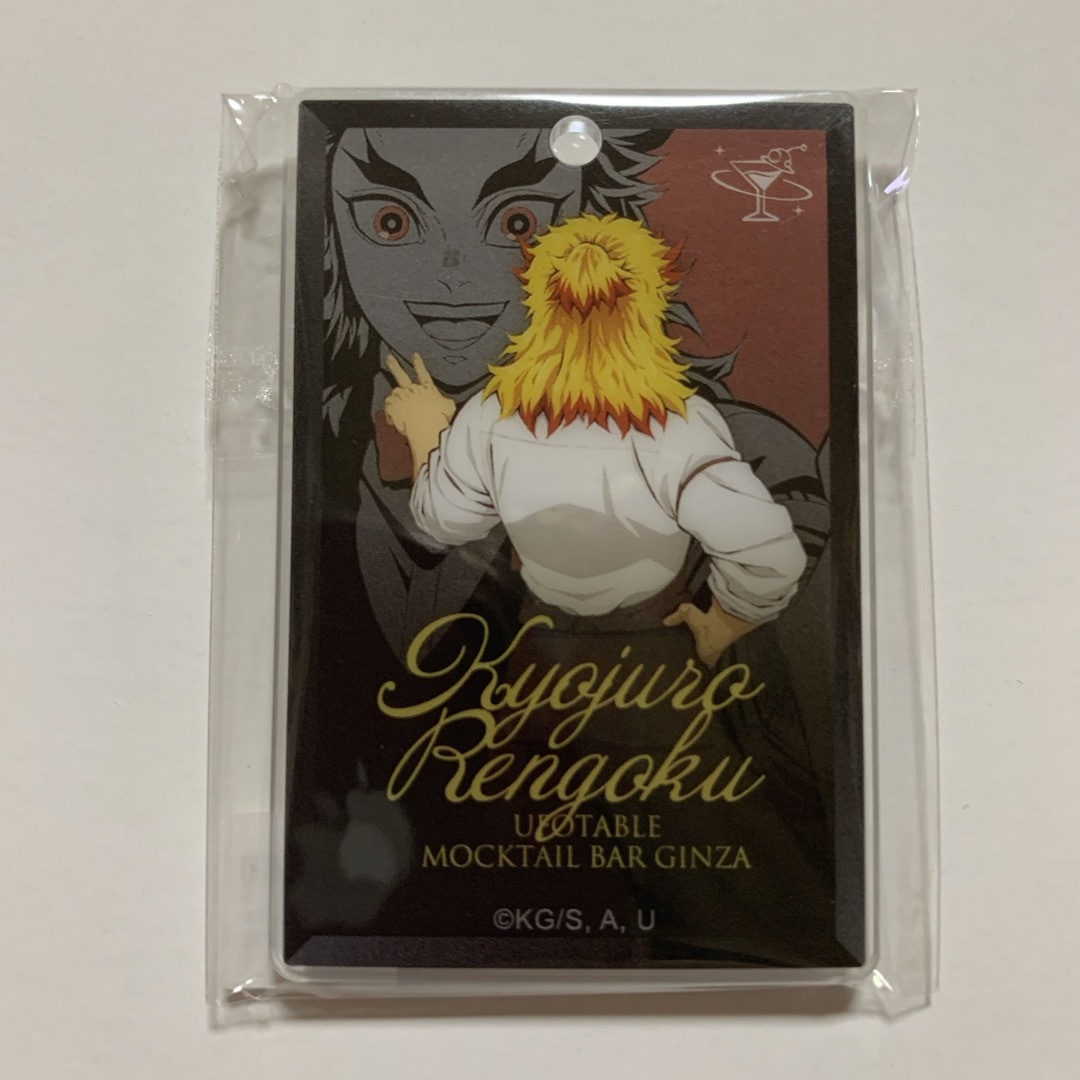 Kyojuro
Rengoku
UFOTABLE
MOCKTAIL BAR GINZA
©KG/S, A, U